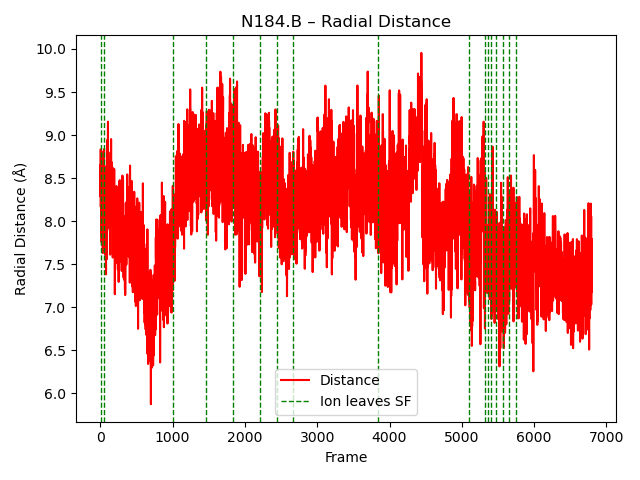 N184.B – Radial Distance
Radial Distance (Å)
10.0
9.5
9.0
8.5
8.0
7.5
7.0
6.5
6.0
Distance
Ion leaves SF
0 1000 2000 3000 4000 5000 6000 7000
Frame